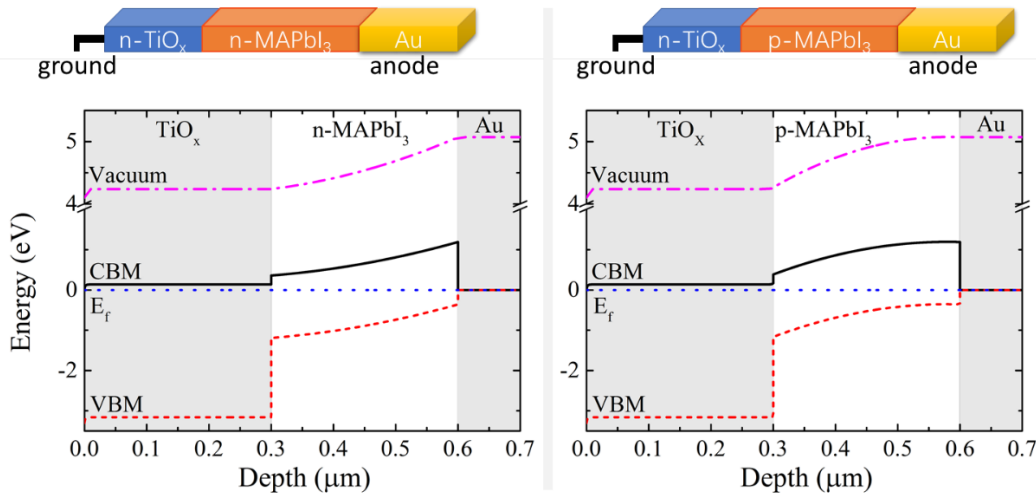 n-TiOx n-MAPbI3 Au
ground anode
TiOx n-MAPbI3 Au
Vacuum
CBM
Ef
VBM
5
4
0
-2
Energy (eV)
0.0 0.1 0.2 0.3 0.4 0.5 0.6 0.7
Depth (μm)
n-TiOx p-MAPbI3 Au
ground anode
TiOX p-MAPbI3 Au
Vacuum
CBM
Ef
VBM
5
4
0
-2
0.0 0.1 0.2 0.3 0.4 0.5 0.6 0.7
Depth (μm)